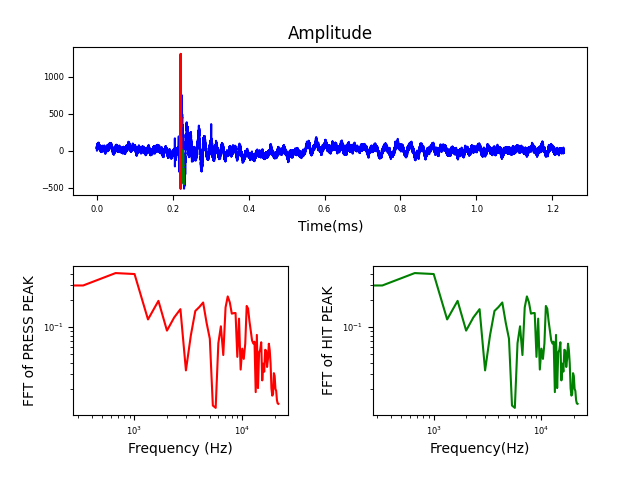 Amplitude
1000
500
0
−500
0.0 0.2 0.4 0.6 0.8 1.0 1.2
Time(ms)
FFT of PRESS PEAK
10⁻¹
10³ 10⁴
Frequency (Hz)
FFT of HIT PEAK
10⁻¹
10³ 10⁴
Frequency(Hz)